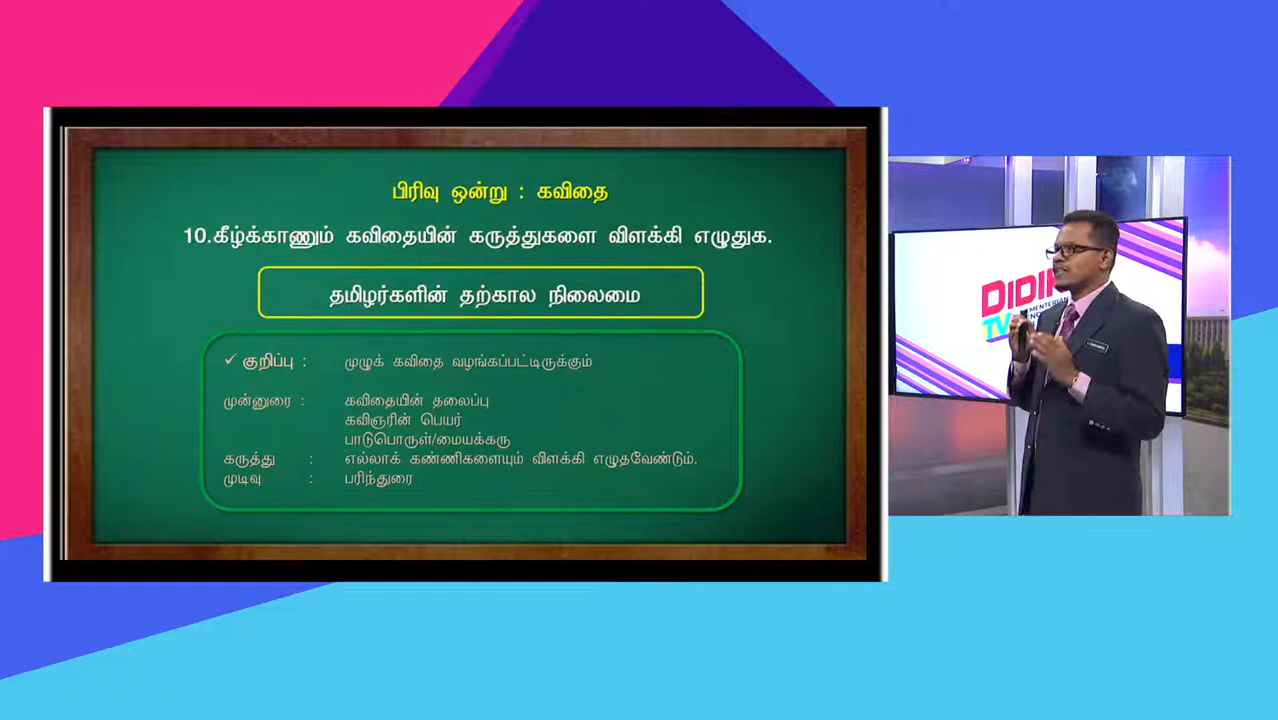 பிரிவு ஒன்று : கவிதை
10.கீழ்க்காணும் கவிதையின் கருத்துகளை விளக்கி எழுதுக.
தமிழர்களின் தற்கால நிலைமை
✓ குறிப்பு : முழுக் கவிதை வழங்கப்பட்டிருக்கும்
முன்னுரை : கவிதையின் தலைப்பு
கவிஞரின் பெயர்
பாடுபொருள்/மையக்கரு
கருத்து : எல்லாக் கண்ணிகளையும் விளக்கி எழுதவேண்டும்.
முடிவு : பரிந்துரை
DIDIK
TV